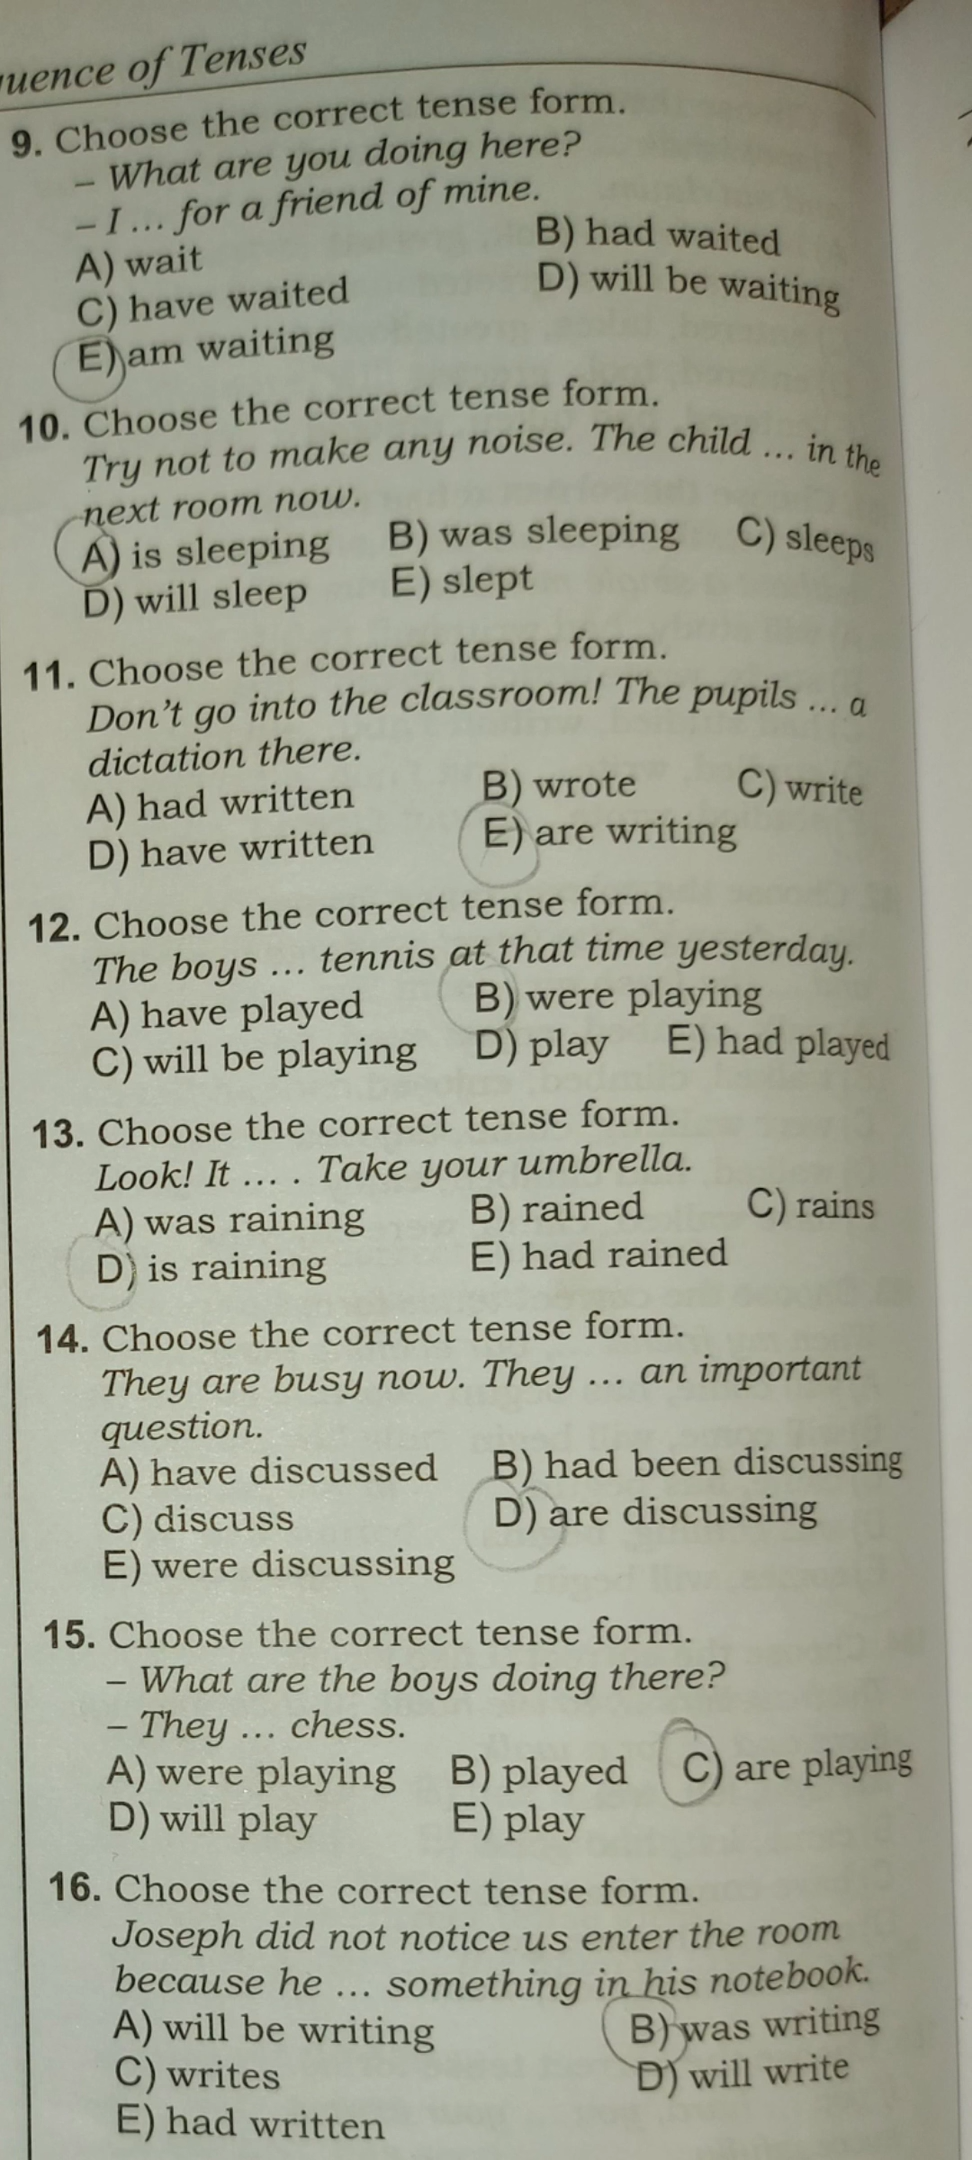 of Tenses
9. Choose the correct tense form.
– What are you doing here?
– I ... for a friend of mine.
A) wait B) had waited
C) have waited D) will be waiting
E) am waiting
10. Choose the correct tense form.
Try not to make any noise. The child ... in the
next room now.
A) is sleeping B) was sleeping C) sleeps
D) will sleep E) slept
11. Choose the correct tense form.
Don't go into the classroom! The pupils ... a
dictation there.
A) had written B) wrote C) write
D) have written E) are writing
12. Choose the correct tense form.
The boys ... tennis at that time yesterday.
A) have played B) were playing
C) will be playing D) play E) had played
13. Choose the correct tense form.
Look! It ... . Take your umbrella.
A) was raining B) rained C) rains
D) is raining E) had rained
14. Choose the correct tense form.
They are busy now. They ... an important
question.
A) have discussed B) had been discussing
C) discuss D) are discussing
E) were discussing
15. Choose the correct tense form.
– What are the boys doing there?
– They ... chess.
A) were playing B) played C) are playing
D) will play E) play
16. Choose the correct tense form.
Joseph did not notice us enter the room
because he ... something in his notebook.
A) will be writing B) was writing
C) writes D) will write
E) had written